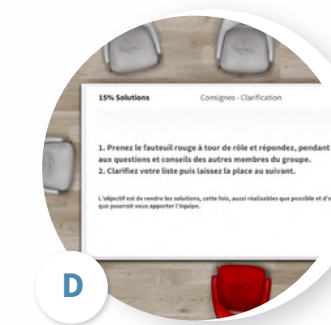 15% Solutions Consignes - Clarification
1. Prenez le fauteuil rouge à tour de rôle et répondez, pendant
aux questions et conseils des autres membres du groupe.
2. Clarifiez votre liste puis laissez la place au suivant.
L'objectif est de rendre les solutions, cette fois, aussi réalisables que possible et d'e
que pourrait vous apporter l'équipe.
D